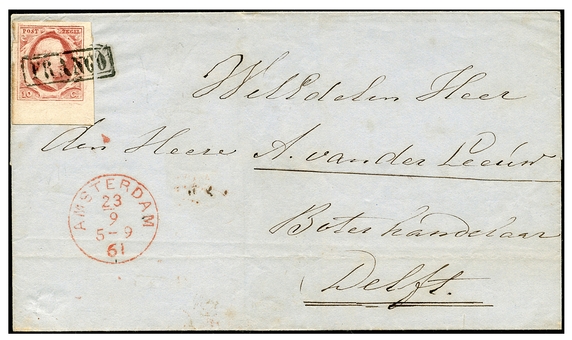 POST ZEGEL
FRANCO
10 C.
WelEdelen Heer
den Heere A. van der Leeuw
Boterhandelaar
Delft.
AMSTERDAM
23
9
5-9
61